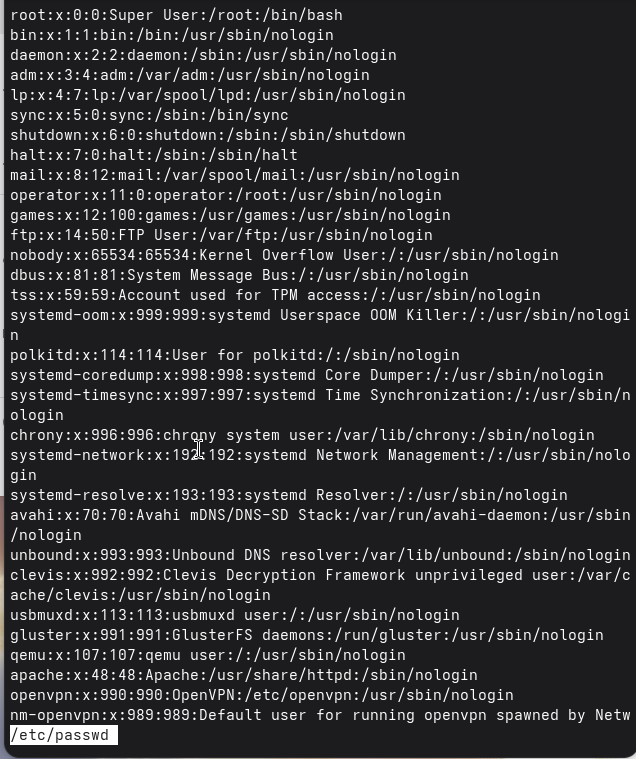 root:x:0:0:Super User:/root:/bin/bash
bin:x:1:1:bin:/bin:/usr/sbin/nologin
daemon:x:2:2:daemon:/sbin:/usr/sbin/nologin
adm:x:3:4:adm:/var/adm:/usr/sbin/nologin
lp:x:4:7:lp:/var/spool/lpd:/usr/sbin/nologin
sync:x:5:0:sync:/sbin:/bin/sync
shutdown:x:6:0:shutdown:/sbin:/sbin/shutdown
halt:x:7:0:halt:/sbin:/sbin/halt
mail:x:8:12:mail:/var/spool/mail:/usr/sbin/nologin
operator:x:11:0:operator:/root:/usr/sbin/nologin
games:x:12:100:games:/usr/games:/usr/sbin/nologin
ftp:x:14:50:FTP User:/var/ftp:/usr/sbin/nologin
nobody:x:65534:65534:Kernel Overflow User:/:/usr/sbin/nologin
dbus:x:81:81:System Message Bus:/:/usr/sbin/nologin
tss:x:59:59:Account used for TPM access:/:/usr/sbin/nologin
systemd-oom:x:999:999:systemd Userspace OOM Killer:/:/usr/sbin/nologi
n
polkitd:x:114:114:User for polkitd:/:/sbin/nologin
systemd-coredump:x:998:998:systemd Core Dumper:/:/usr/sbin/nologin
systemd-timesync:x:997:997:systemd Time Synchronization:/:/usr/sbin/n
ologin
chrony:x:996:996:chrony system user:/var/lib/chrony:/sbin/nologin
systemd-network:x:192:192:systemd Network Management:/:/usr/sbin/nolo
gin
systemd-resolve:x:193:193:systemd Resolver:/:/usr/sbin/nologin
avahi:x:70:70:Avahi mDNS/DNS-SD Stack:/var/run/avahi-daemon:/usr/sbin
/nologin
unbound:x:993:993:Unbound DNS resolver:/var/lib/unbound:/sbin/nologin
clevis:x:992:992:Clevis Decryption Framework unprivileged user:/var/c
ache/clevis:/usr/sbin/nologin
usbmuxd:x:113:113:usbmuxd user:/:/usr/sbin/nologin
gluster:x:991:991:GlusterFS daemons:/run/gluster:/usr/sbin/nologin
qemu:x:107:107:qemu user:/:/usr/sbin/nologin
apache:x:48:48:Apache:/usr/share/httpd:/sbin/nologin
openvpn:x:990:990:OpenVPN:/etc/openvpn:/usr/sbin/nologin
nm-openvpn:x:989:989:Default user for running openvpn spawned by Netw
/etc/passwd